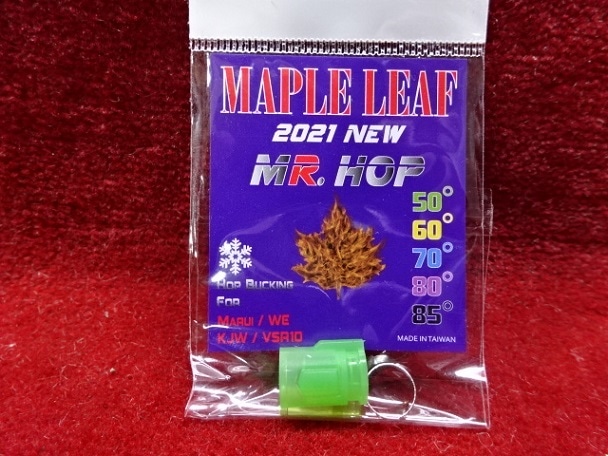 MAPLE LEAF
2021 NEW
MR. HOP
50°
60°
70°
80°
85°
HOP BUCKING
FOR
MARUI / WE
KJW / VSR10
MADE IN TAIWAN